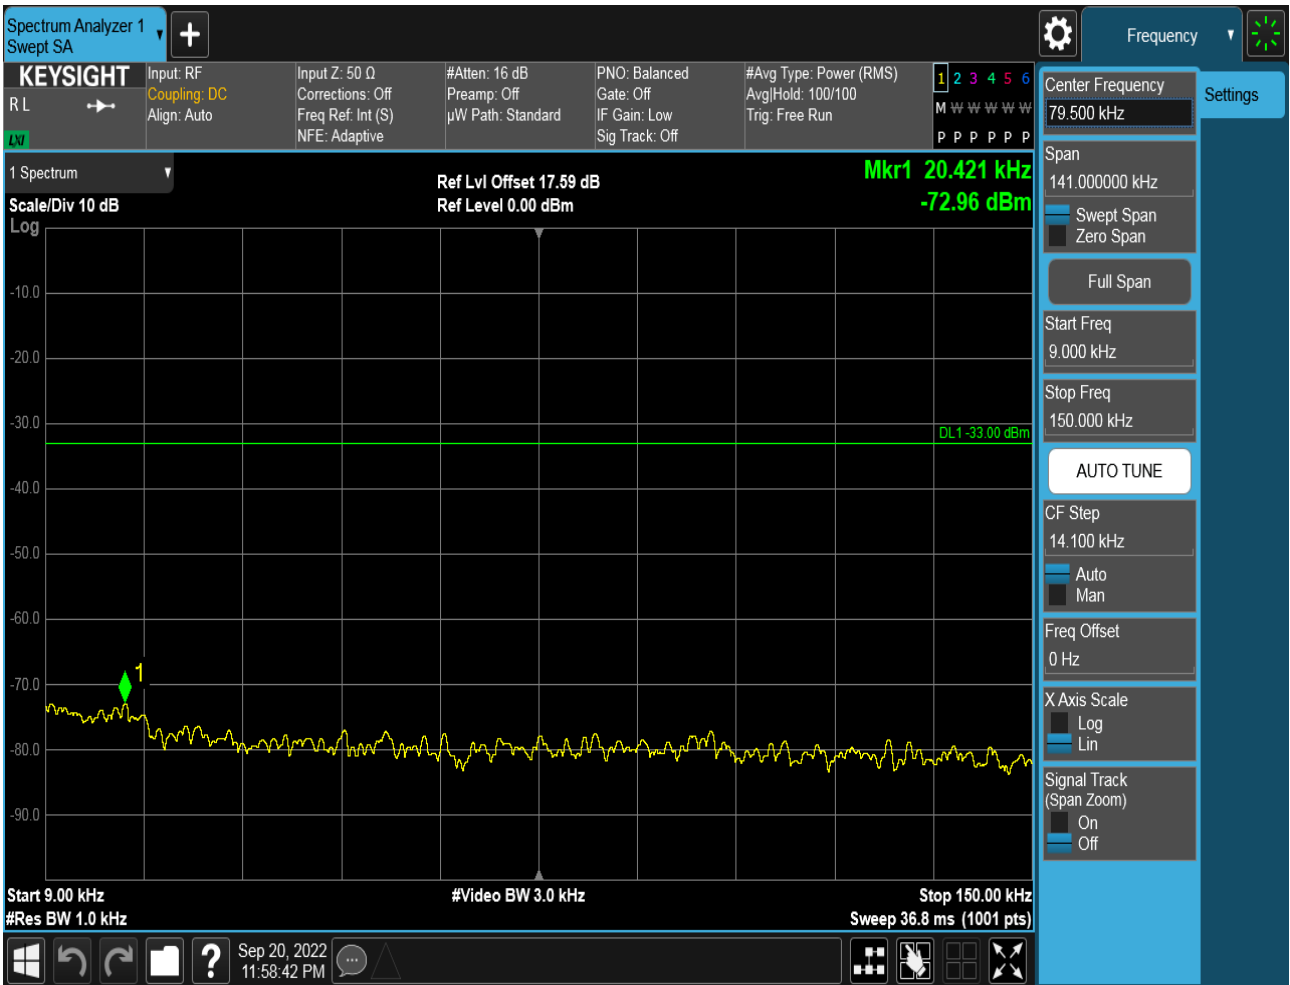 Spectrum Analyzer 1
Swept SA
Frequency
KEYSIGHT
R L
LXI
Input: RF
Coupling: DC
Align: Auto
Input Z: 50 Ω
Corrections: Off
Freq Ref: Int (S)
NFE: Adaptive
#Atten: 16 dB
Preamp: Off
µW Path: Standard
PNO: Balanced
Gate: Off
IF Gain: Low
Sig Track: Off
#Avg Type: Power (RMS)
Avg|Hold: 100/100
Trig: Free Run
1 2 3 4 5 6
M W W W W W
P P P P P P
1 Spectrum
Scale/Div 10 dB
Log
Ref Lvl Offset 17.59 dB
Ref Level 0.00 dBm
Mkr1 20.421 kHz
-72.96 dBm
-10.0
-20.0
-30.0
DL1 -33.00 dBm
-40.0
-50.0
-60.0
1
-70.0
-80.0
-90.0
Start 9.00 kHz
#Res BW 1.0 kHz
#Video BW 3.0 kHz
Stop 150.00 kHz
Sweep 36.8 ms (1001 pts)
?
Sep 20, 2022
11:58:42 PM
Center Frequency
79.500 kHz
Settings
Span
141.000000 kHz
Swept Span
Zero Span
Full Span
Start Freq
9.000 kHz
Stop Freq
150.000 kHz
AUTO TUNE
CF Step
14.100 kHz
Auto
Man
Freq Offset
0 Hz
X Axis Scale
Log
Lin
Signal Track
(Span Zoom)
On
Off